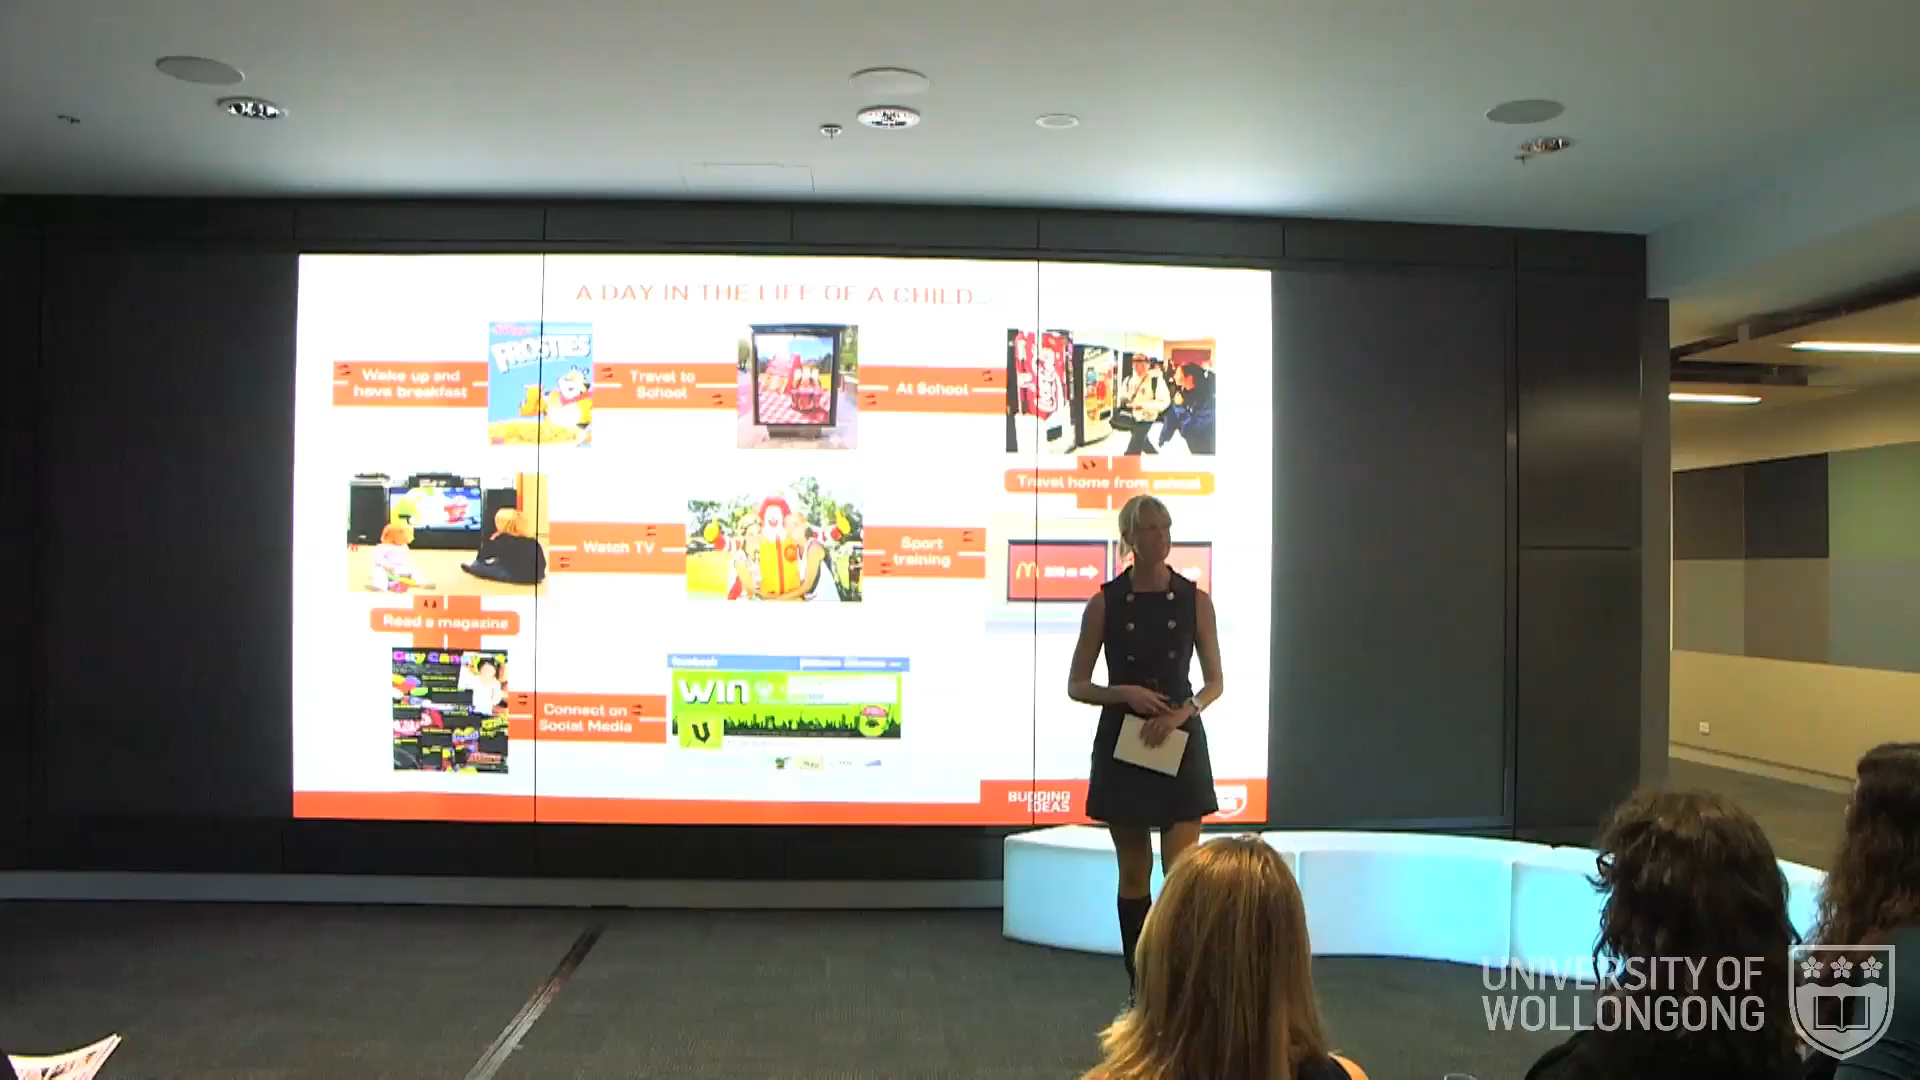 A DAY IN THE LIFE OF A CHILD...
Wake up and
have breakfast
FROSTIES
Travel to
School
At School
Travel home from school
Watch TV
Sport
training
Read a magazine
Connect on
Social Media
facebook
WIN
BUDDING
IDEAS
UNIVERSITY OF
WOLLONGONG